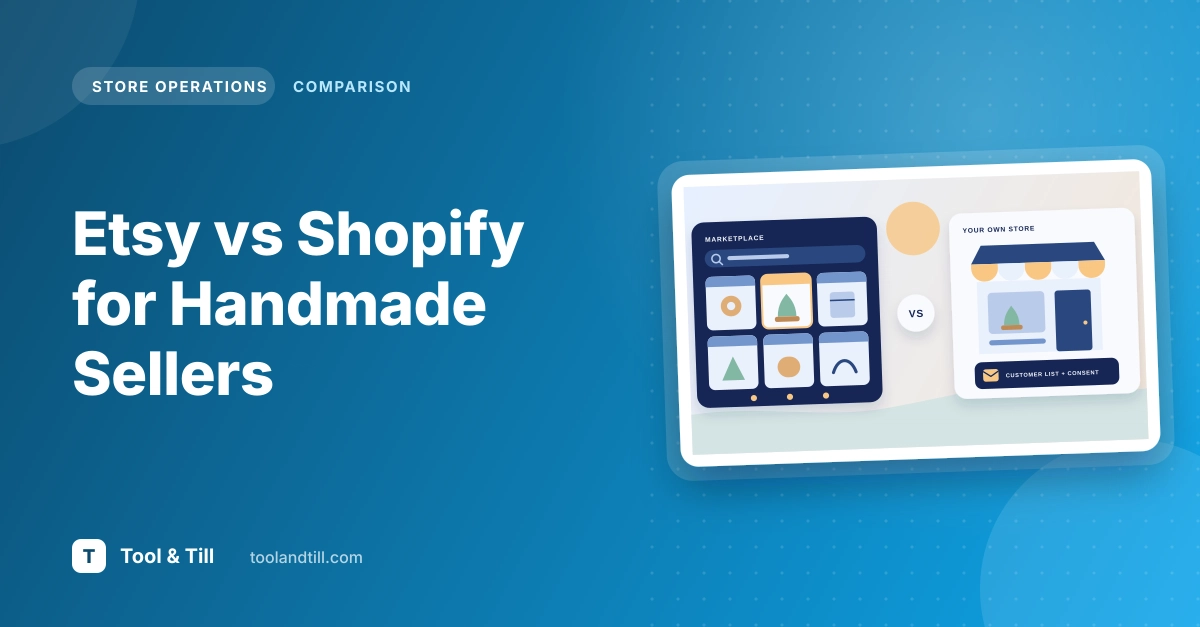 STORE OPERATIONS COMPARISON
Etsy vs Shopify
for Handmade
Sellers
MARKETPLACE
VS
YOUR OWN STORE
CUSTOMER LIST + CONSENT
T Tool & Till toolandtill.com